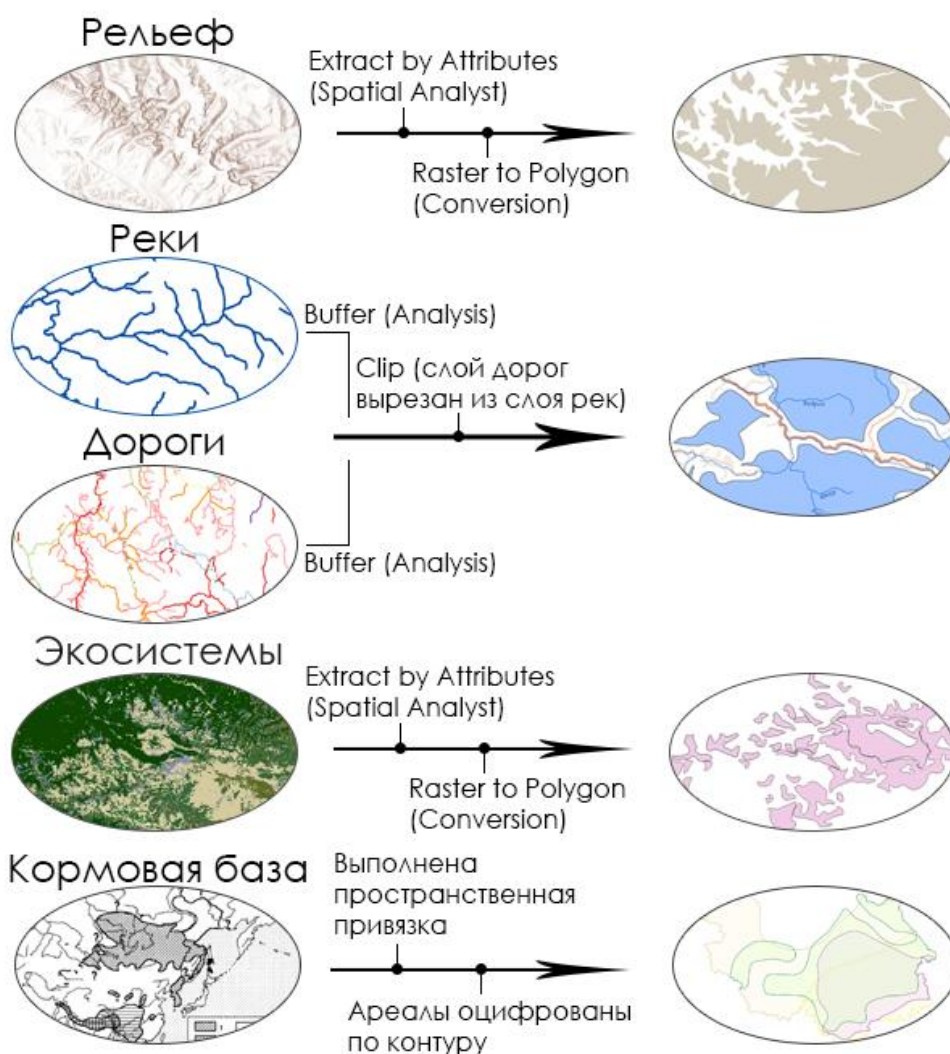 Рельеф
Extract by Attributes
(Spatial Analyst)
Raster to Polygon
(Conversion)
Реки
Buffer (Analysis)
Clip (слой дорог
вырезан из слоя рек)
Дороги
Buffer (Analysis)
Экосистемы
Extract by Attributes
(Spatial Analyst)
Raster to Polygon
(Conversion)
Кормовая база
Выполнена
пространственная
привязка
Ареалы оцифрованы
по контуру